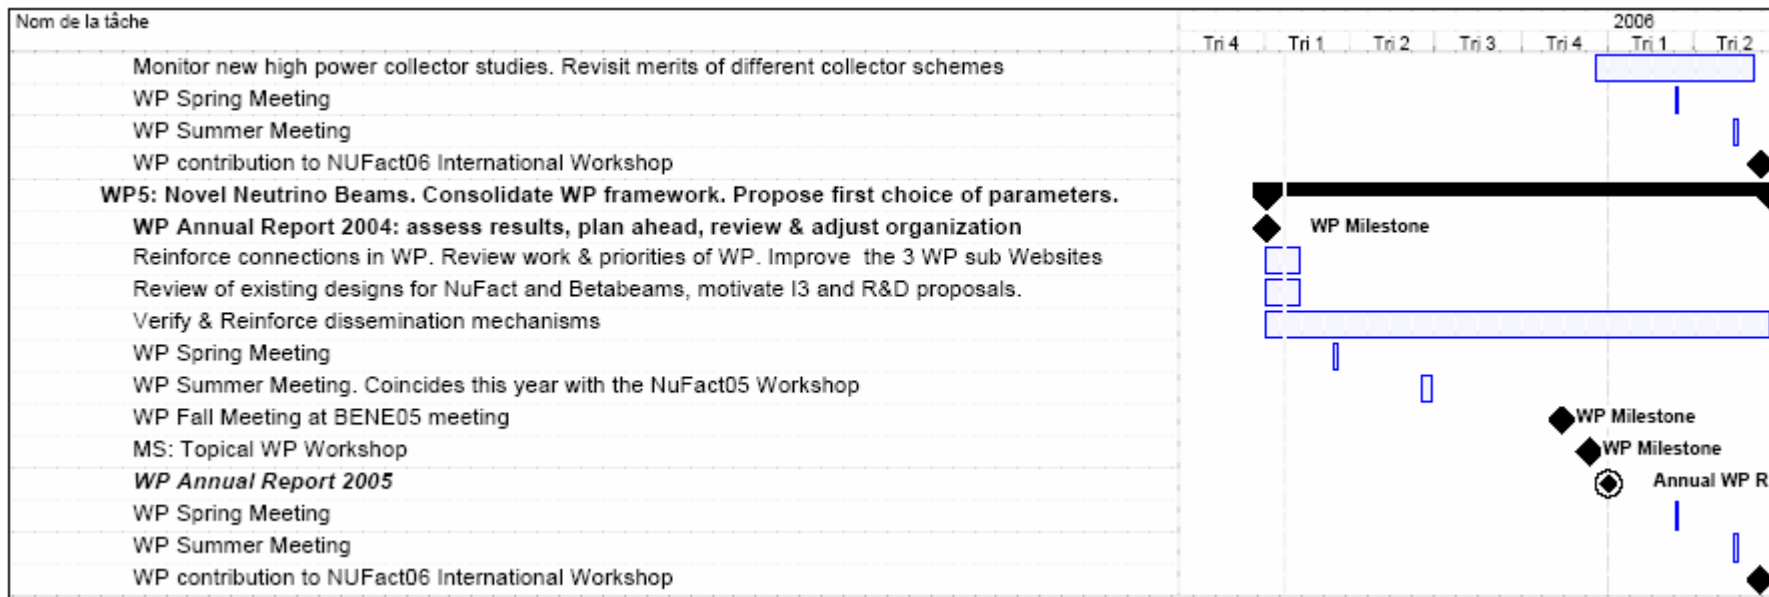 Nom de la tâche
2006
Tri 4 Tri 1 Tri 2 Tri 3 Tri 4 Tri 1 Tri 2
Monitor new high power collector studies. Revisit merits of different collector schemes
WP Spring Meeting
WP Summer Meeting
WP contribution to NUFact06 International Workshop
WP5: Novel Neutrino Beams. Consolidate WP framework. Propose first choice of parameters.
WP Annual Report 2004: assess results, plan ahead, review & adjust organization WP Milestone
Reinforce connections in WP. Review work & priorities of WP. Improve the 3 WP sub Websites
Review of existing designs for NuFact and Betabeams, motivate I3 and R&D proposals.
Verify & Reinforce dissemination mechanisms
WP Spring Meeting
WP Summer Meeting. Coincides this year with the NuFact05 Workshop
WP Fall Meeting at BENE05 meeting WP Milestone
MS: Topical WP Workshop WP Milestone
WP Annual Report 2005 Annual WP R
WP Spring Meeting
WP Summer Meeting
WP contribution to NUFact06 International Workshop